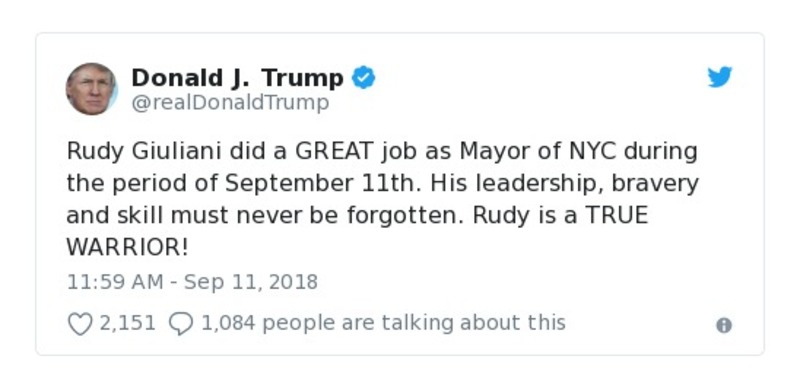 Donald J. Trump
@realDonaldTrump
Rudy Giuliani did a GREAT job as Mayor of NYC during
the period of September 11th. His leadership, bravery
and skill must never be forgotten. Rudy is a TRUE
WARRIOR!
11:59 AM - Sep 11, 2018
2,151 1,084 people are talking about this